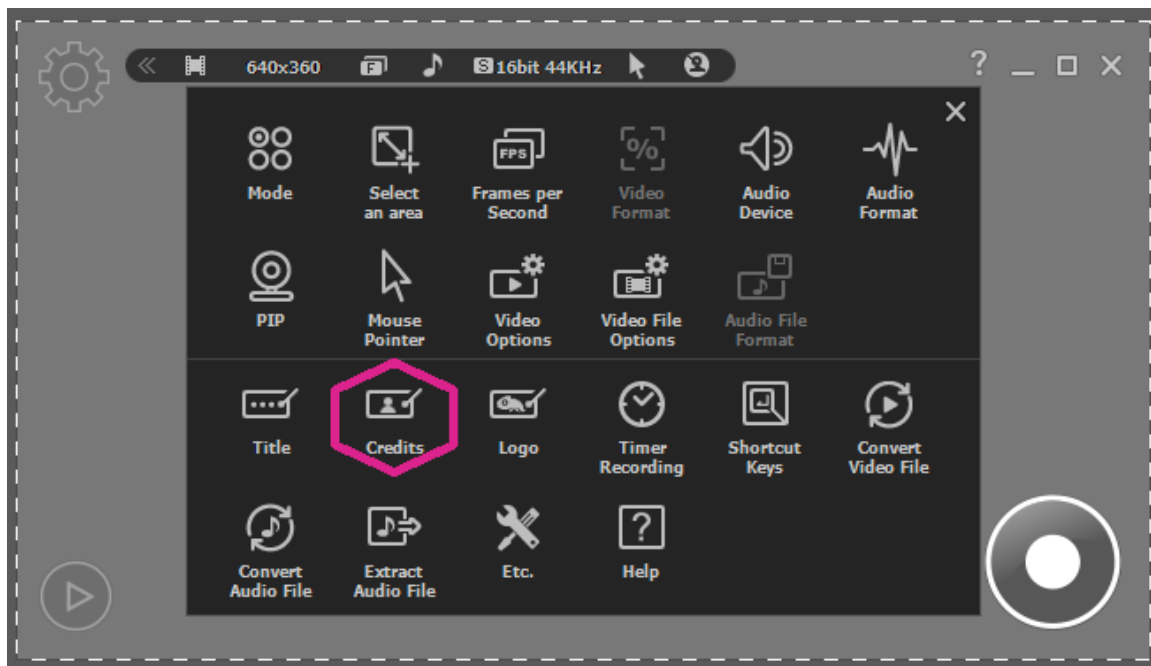 640x360 F S 16bit 44KHz ?
Mode
Select
an area
FPS
Frames per
Second
%
Video
Format
Audio
Device
Audio
Format
PIP
Mouse
Pointer
Video
Options
Video File
Options
Audio File
Format
Title
Credits
Logo
Timer
Recording
Shortcut
Keys
Convert
Video File
Convert
Audio File
Extract
Audio File
Etc.
?
Help